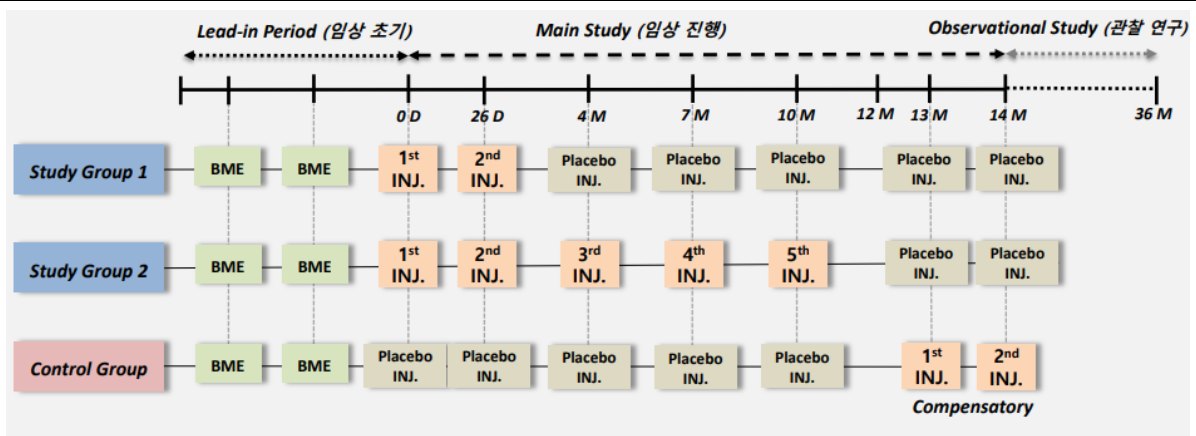 Lead-in Period (임상 초기)
Main Study (임상 진행)
Observational Study (관찰 연구)
0 D
26 D
4 M
7 M
10 M
12 M
13 M
14 M
36 M
Study Group 1
BME
BME
1st
INJ.
2nd
INJ.
Placebo
INJ.
Placebo
INJ.
Placebo
INJ.
Placebo
INJ.
Placebo
INJ.
Study Group 2
BME
BME
1st
INJ.
2nd
INJ.
3rd
INJ.
4th
INJ.
5th
INJ.
Placebo
INJ.
Placebo
INJ.
Control Group
BME
BME
Placebo
INJ.
Placebo
INJ.
Placebo
INJ.
Placebo
INJ.
Placebo
INJ.
1st
INJ.
2nd
INJ.
Compensatory